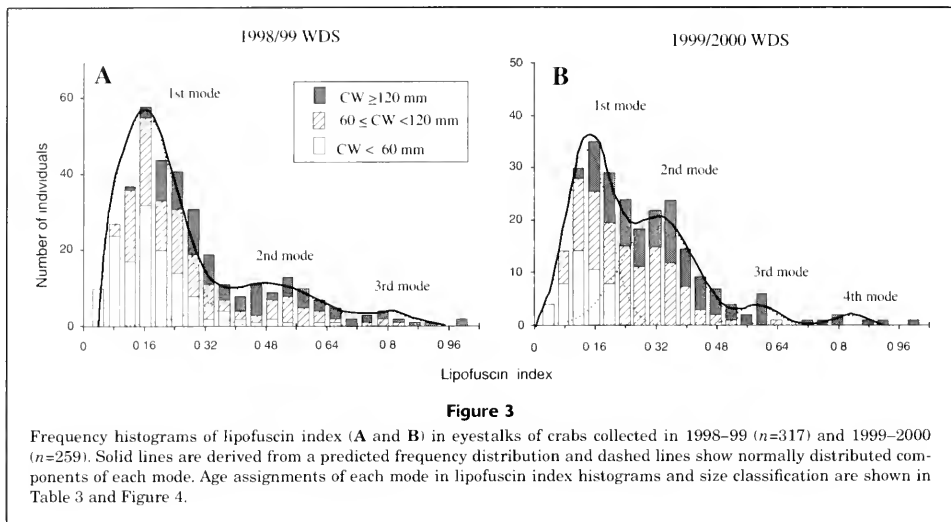 1998/99 WDS
1999/2000 WDS
A
1st mode
CW ≥120 mm
60 ≤ CW <120 mm
CW < 60 mm
2nd mode
3rd mode
Number of individuals
60
40
20
0
0
0 16
0 32
0 48
0 64
0 8
0 96
B
1st mode
2nd mode
3rd mode
4th mode
50
40
30
20
10
0
0
0 16
0 32
0 48
0 64
0 8
0 96
Lipofuscin index
Figure 3
Frequency histograms of lipofuscin index (A and B) in eyestalks of crabs collected in 1998–99 (n=317) and 1999–2000
(n=259). Solid lines are derived from a predicted frequency distribution and dashed lines show normally distributed com-
ponents of each mode. Age assignments of each mode in lipofuscin index histograms and size classification are shown in
Table 3 and Figure 4.